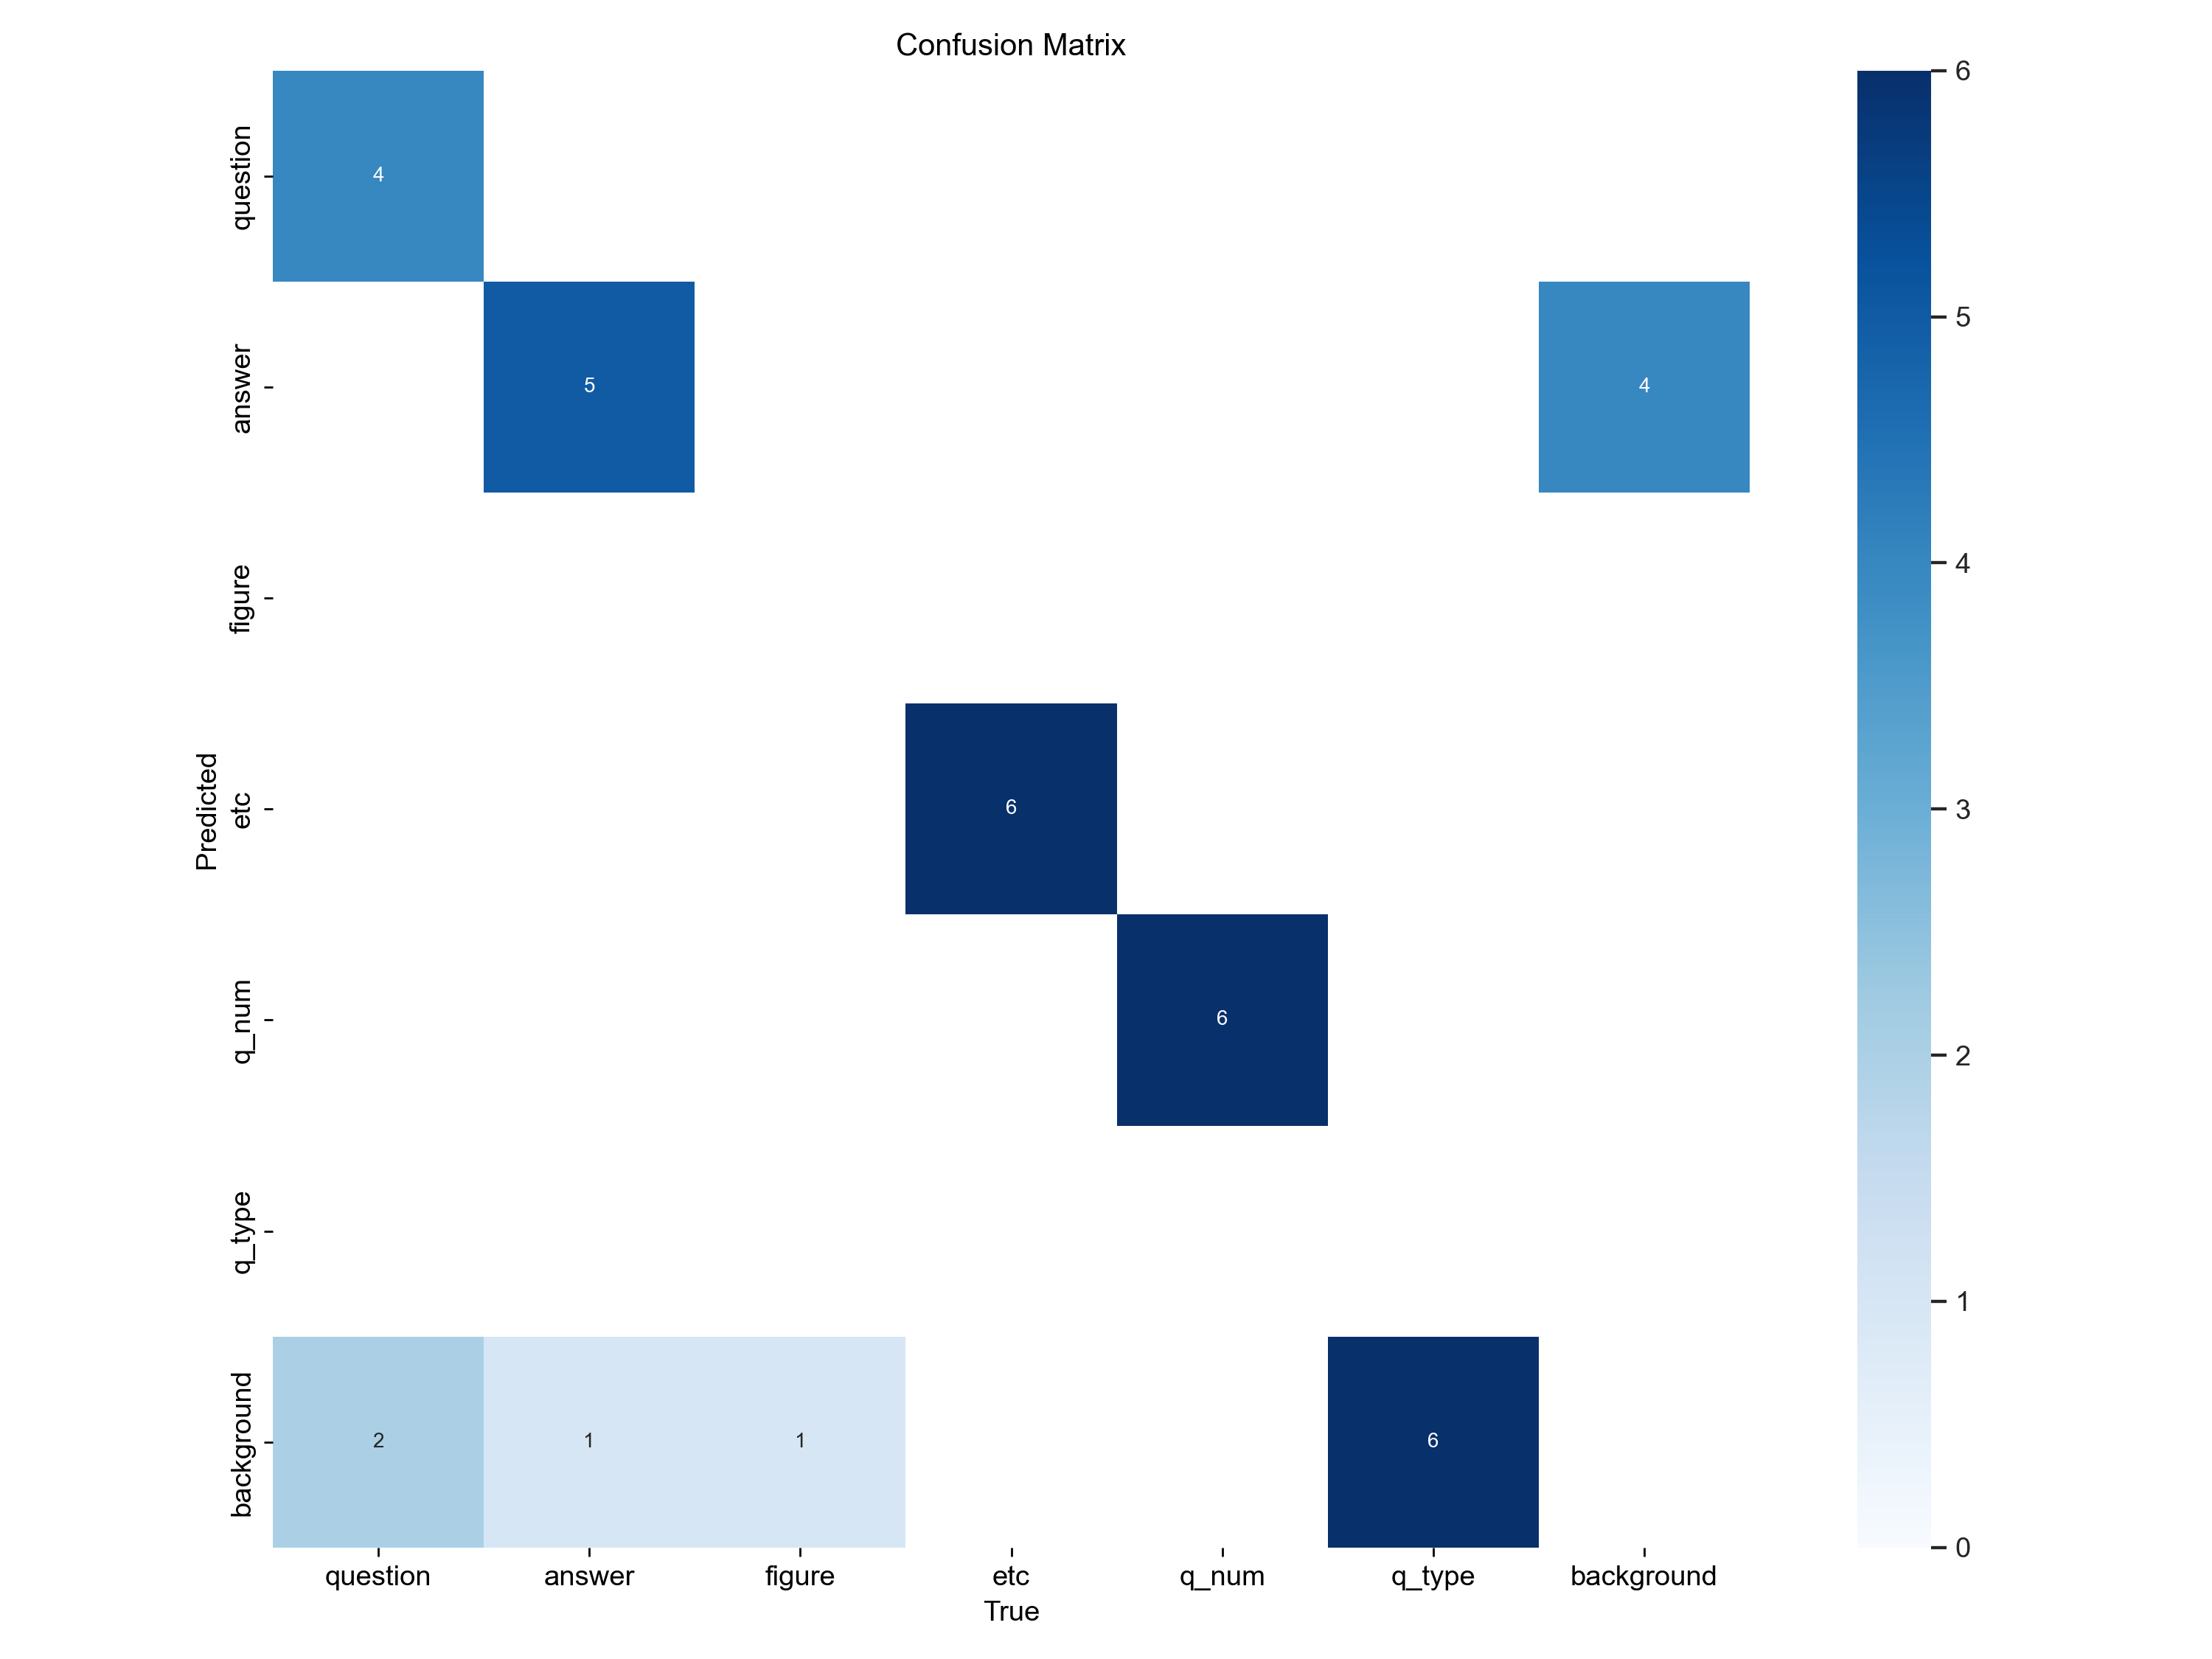 Confusion Matrix
question
4
answer
5
4
figure
etc
6
q_num
6
q_type
background
2
1
1
6
Predicted
question
answer
figure
etc
q_num
q_type
background
True
6
5
4
3
2
1
0